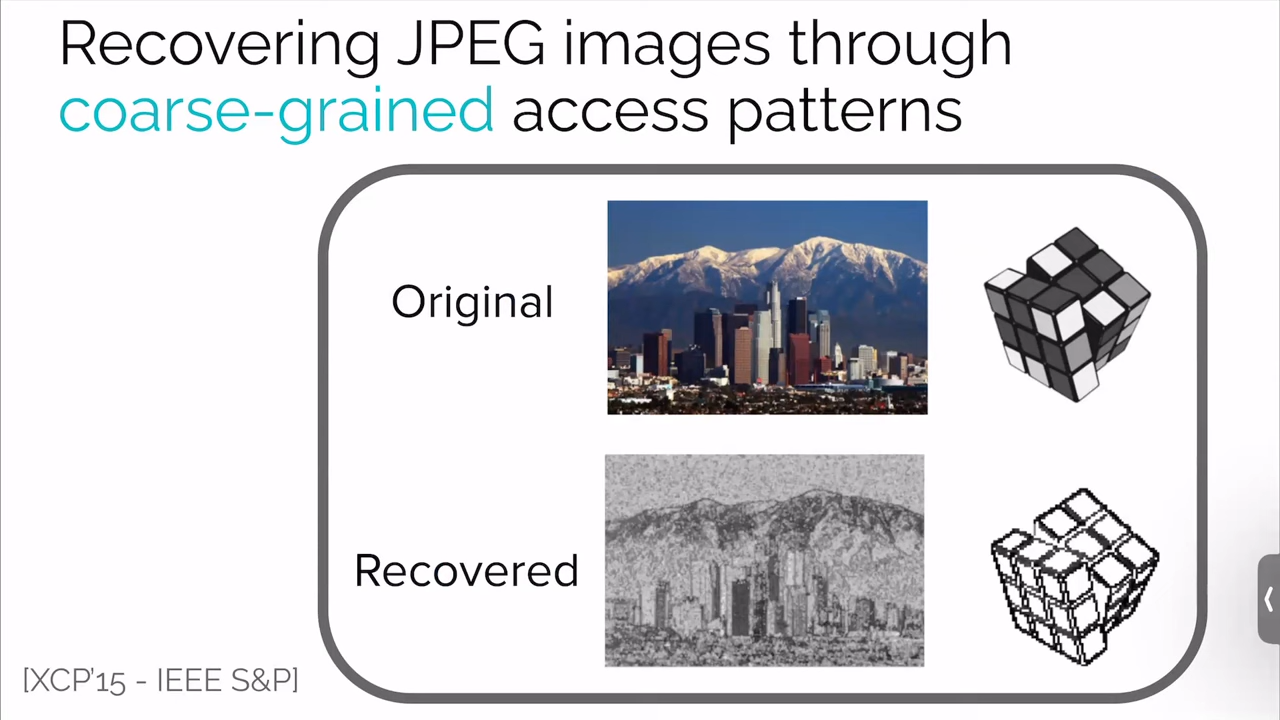 Recovering JPEG images through
coarse-grained access patterns
Original
Recovered
[XCP'15 - IEEE S&P]